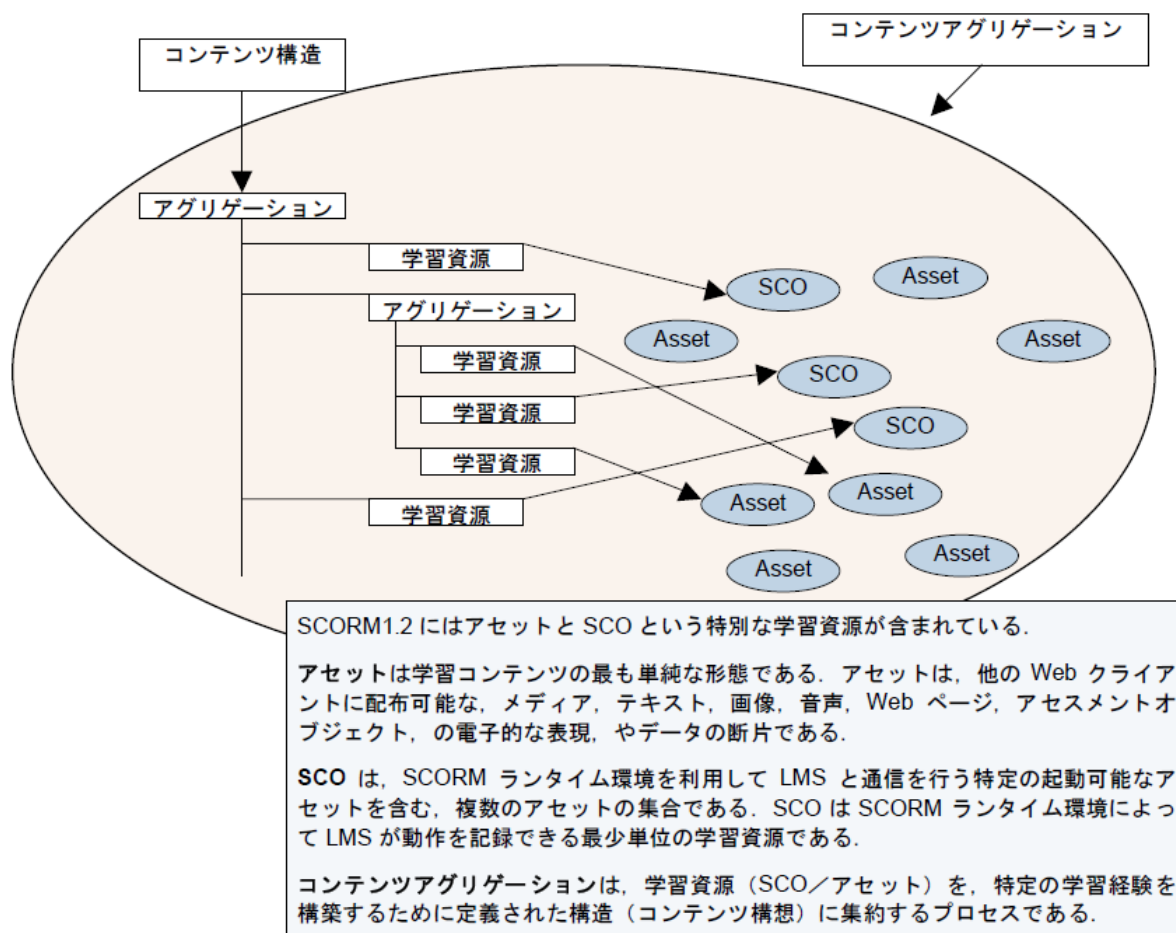 コンテンツ構造
コンテンツアグリゲーション
アグリゲーション
学習資源
SCO
Asset
アグリゲーション
Asset
Asset
学習資源
SCO
学習資源
SCO
学習資源
Asset
Asset
学習資源
Asset
Asset
SCORM1.2 にはアセットと SCO という特別な学習資源が含まれている.
アセットは学習コンテンツの最も単純な形態である. アセットは, 他の Web クライア
ントに配布可能な, メディア, テキスト, 画像, 音声, Web ページ, アセスメントオ
ブジェクト, の電子的な表現, やデータの断片である.
SCO は, SCORM ランタイム環境を利用して LMS と通信を行う特定の起動可能なア
セットを含む, 複数のアセットの集合である. SCO は SCORM ランタイム環境によっ
て LMS が動作を記録できる最少単位の学習資源である.
コンテンツアグリゲーションは, 学習資源（SCO／アセット）を, 特定の学習経験を
構築するために定義された構造（コンテンツ構想）に集約するプロセスである.